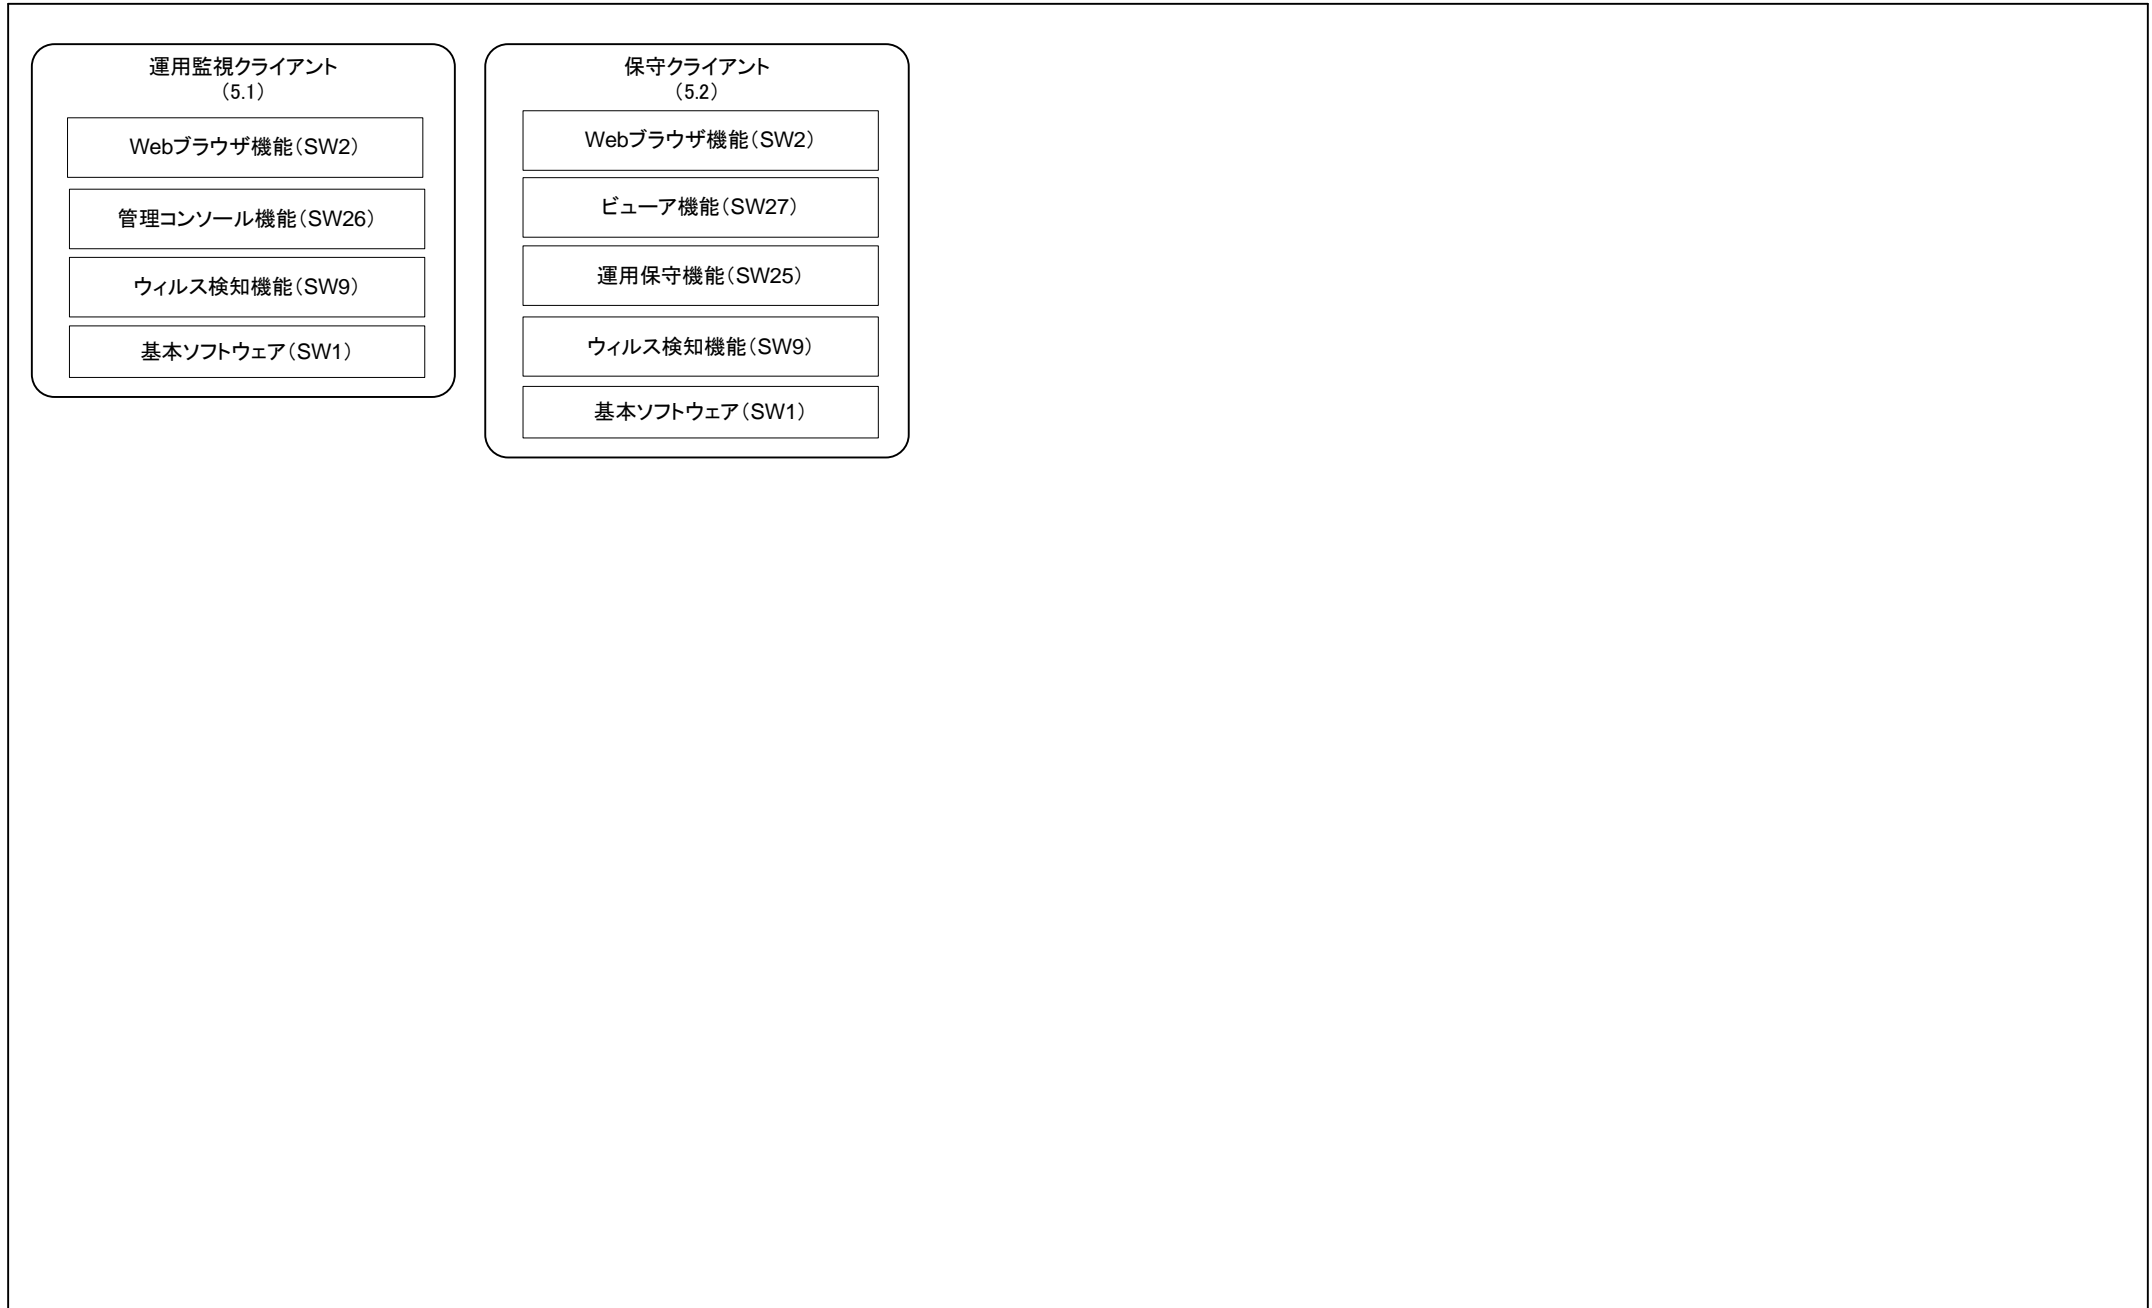 運用監視クライアント
（5.1）
Webブラウザ機能（SW2）
管理コンソール機能（SW26）
ウィルス検知機能（SW9）
基本ソフトウェア（SW1）
保守クライアント
（5.2）
Webブラウザ機能（SW2）
ビューア機能（SW27）
運用保守機能（SW25）
ウィルス検知機能（SW9）
基本ソフトウェア（SW1）